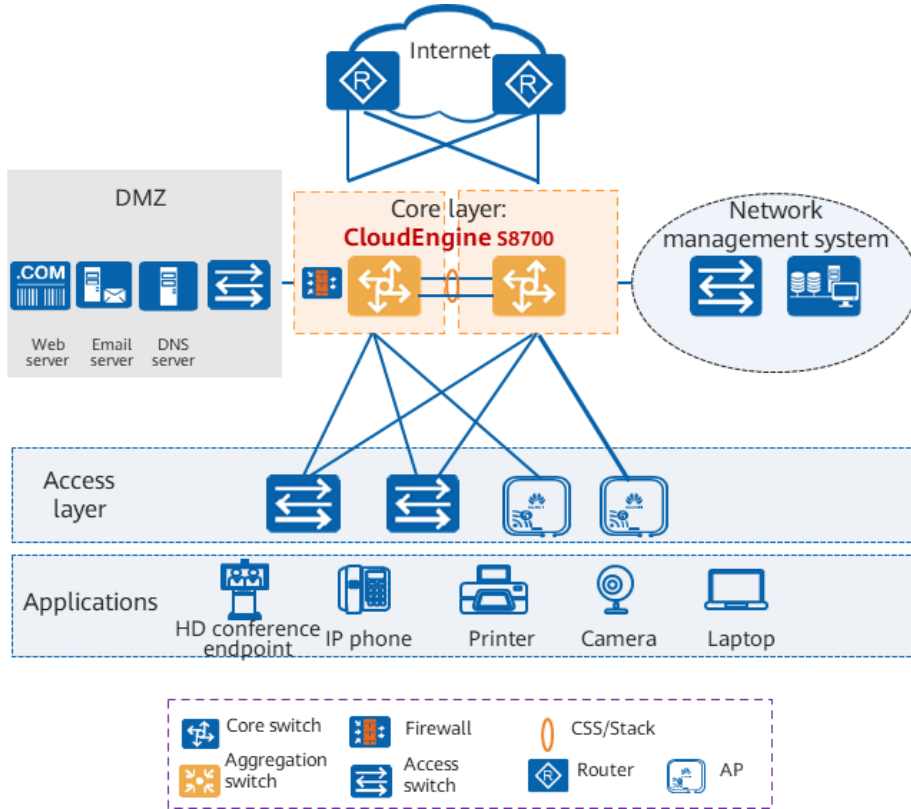 Internet
R
R
DMZ
Core layer:
CloudEngine S8700
Network
management system
.COM
Web
server
Email
server
DNS
server
Access
layer
Applications
HD conference
endpoint
IP phone
Printer
Camera
Laptop
Core switch
Firewall
CSS/Stack
Aggregation
switch
Access
switch
R
Router
AP